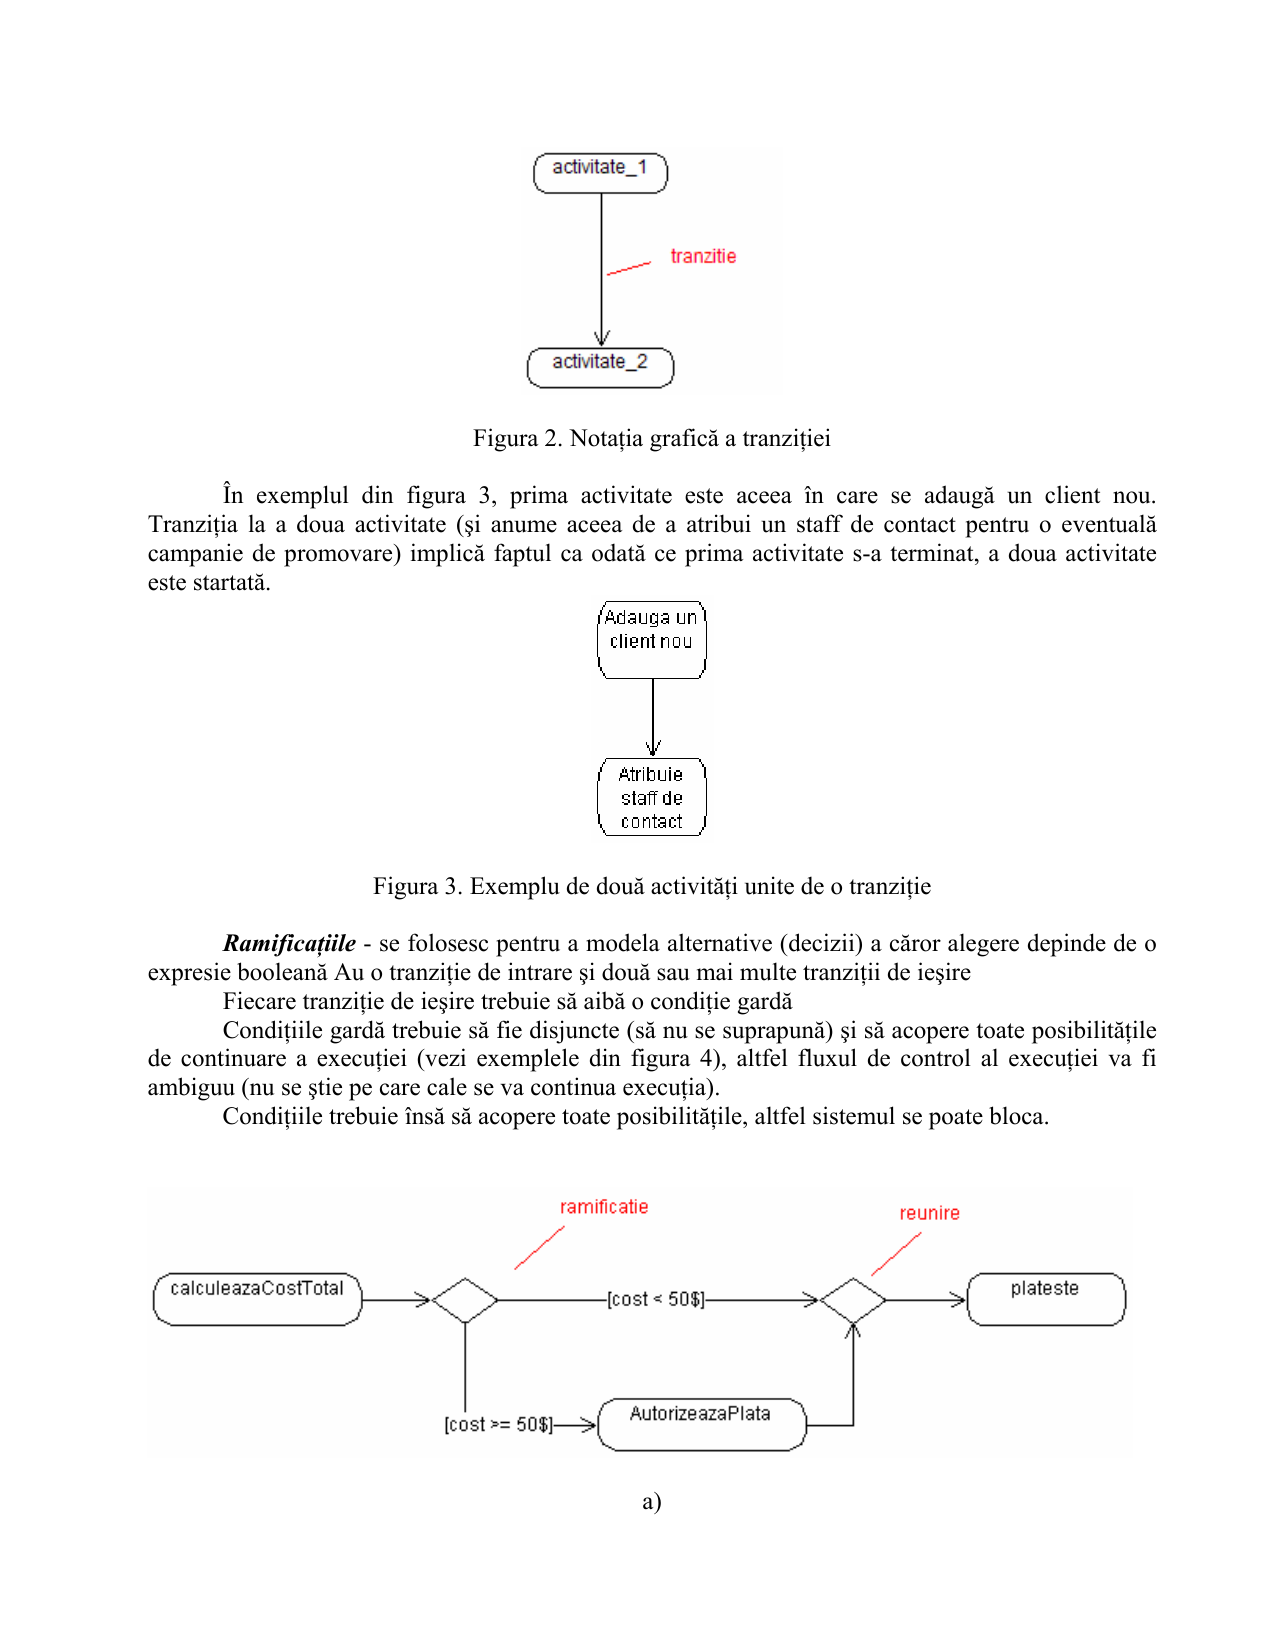 activitate_1
tranzitie
activitate_2
Figura 2. Notația grafică a tranziției
În exemplul din figura 3, prima activitate este aceea în care se adaugă un client nou.
Tranziția la a doua activitate (şi anume aceea de a atribui un staff de contact pentru o eventuală
campanie de promovare) implică faptul ca odată ce prima activitate s-a terminat, a doua activitate
este startată.
Adauga un
client nou
Atribuie
staff de
contact
Figura 3. Exemplu de două activități unite de o tranziție
Ramificațiile - se folosesc pentru a modela alternative (decizii) a căror alegere depinde de o
expresie booleană Au o tranziție de intrare şi două sau mai multe tranziții de ieşire
Fiecare tranziție de ieşire trebuie să aibă o condiție gardă
Condițiile gardă trebuie să fie disjuncte (să nu se suprapună) şi să acopere toate posibilitățile
de continuare a execuției (vezi exemplele din figura 4), altfel fluxul de control al execuției va fi
ambiguu (nu se ştie pe care cale se va continua execuția).
Condițiile trebuie însă să acopere toate posibilitățile, altfel sistemul se poate bloca.
ramificatie
reunire
calculeazaCostTotal
[cost < 50$]
plateste
[cost >= 50$]
AutorizeazaPlata
a)